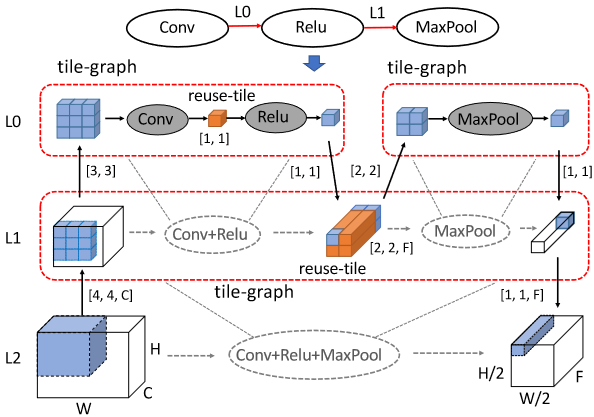 L0 L1
Conv Relu MaxPool
tile-graph tile-graph
reuse-tile
L0 Conv Relu MaxPool
[1, 1]
[3, 3] [1, 1] [2, 2] [1, 1]
L1 Conv+Relu MaxPool
[2, 2, F]
reuse-tile
tile-graph
[4, 4, C] [1, 1, F]
L2 H Conv+Relu+MaxPool
H/2 F
C
W W/2